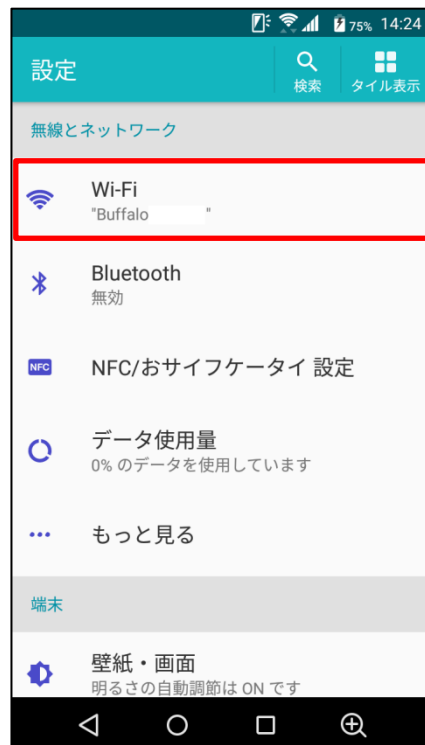 75% 14:24
設定
検索
タイル表示
無線とネットワーク
Wi-Fi
"Buffalo "
Bluetooth
無効
NFC
NFC/おサイフケータイ 設定
データ使用量
0% のデータを使用しています
もっと見る
端末
壁紙・画面
明るさの自動調節は ON です